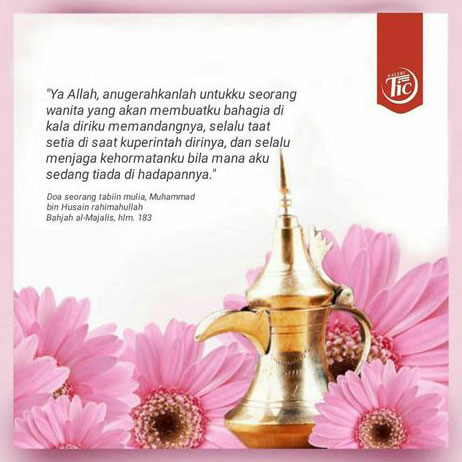 GALERI
Tic
"Ya Allah, anugerahkanlah untukku seorang
wanita yang akan membuatku bahagia di
kala diriku memandangnya, selalu taat
setia di saat kuperintah dirinya, dan selalu
menjaga kehormatanku bila mana aku
sedang tiada di hadapannya."
Doa seorang tabiin mulia, Muhammad
bin Husain rahimahullah
Bahjah al-Majalis, hlm. 183